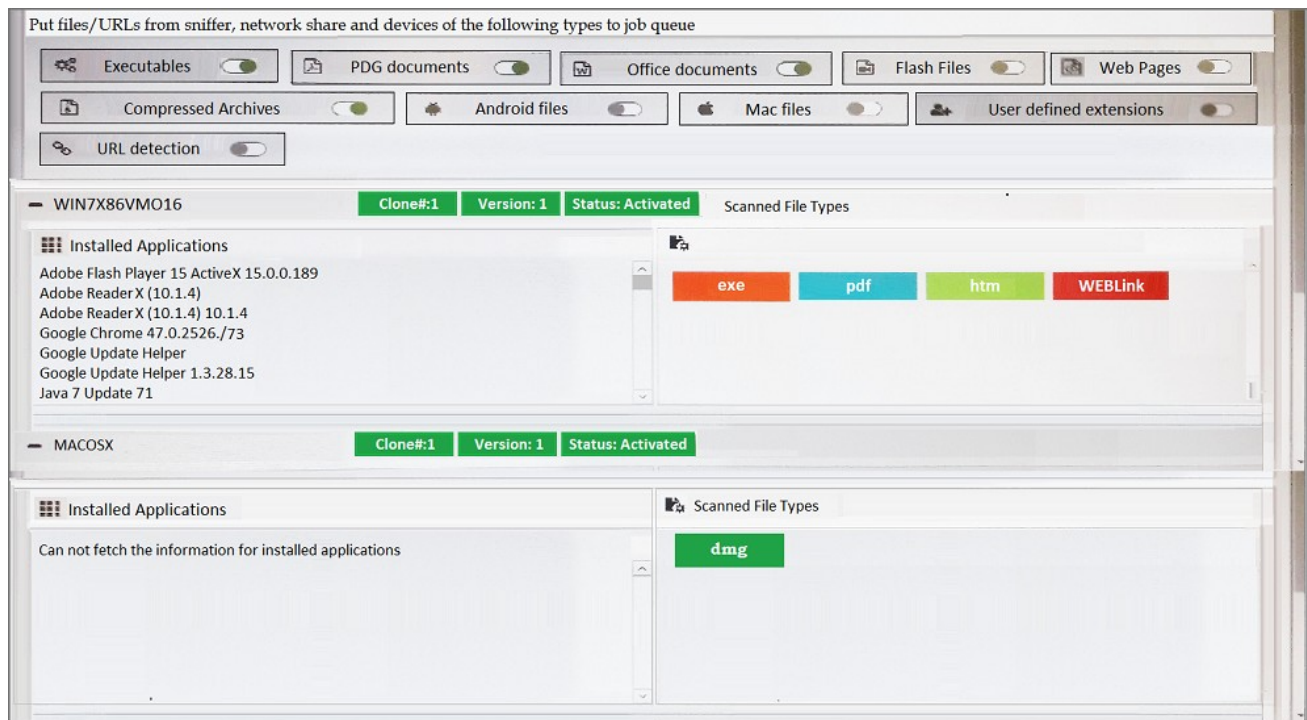 Put files/URLs from sniffer, network share and devices of the following types to job queue
Executables PDG documents Office documents Flash Files Web Pages
Compressed Archives Android files Mac files User defined extensions
URL detection
WIN7X86VMO16 Clone#:1 Version: 1 Status: Activated Scanned File Types
Installed Applications
Adobe Flash Player 15 ActiveX 15.0.0.189
Adobe Reader X (10.1.4)
Adobe Reader X (10.1.4) 10.1.4
Google Chrome 47.0.2526./73
Google Update Helper
Google Update Helper 1.3.28.15
Java 7 Update 71
exe pdf htm WEBLink
MACOSX Clone#:1 Version: 1 Status: Activated
Installed Applications
Can not fetch the information for installed applications
Scanned File Types
dmg